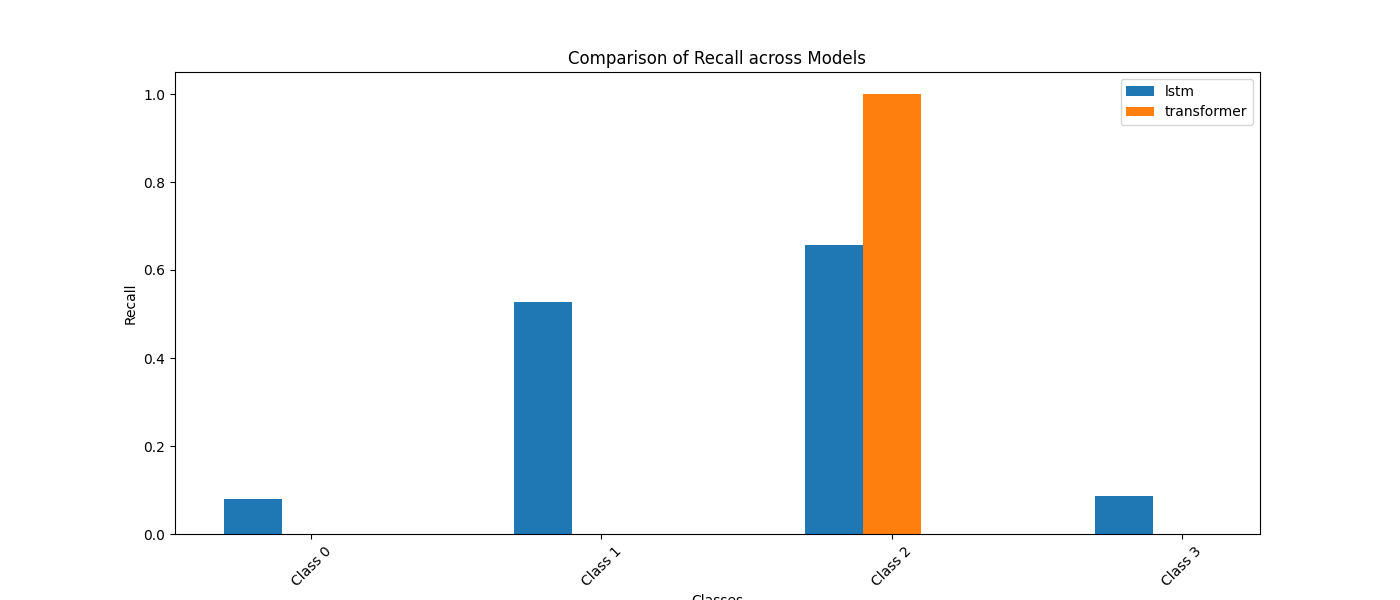 Comparison of Recall across Models
lstm
transformer
1.0
0.8
0.6
0.4
0.2
0.0
Recall
Class 0
Class 1
Class 2
Class 3
Classes